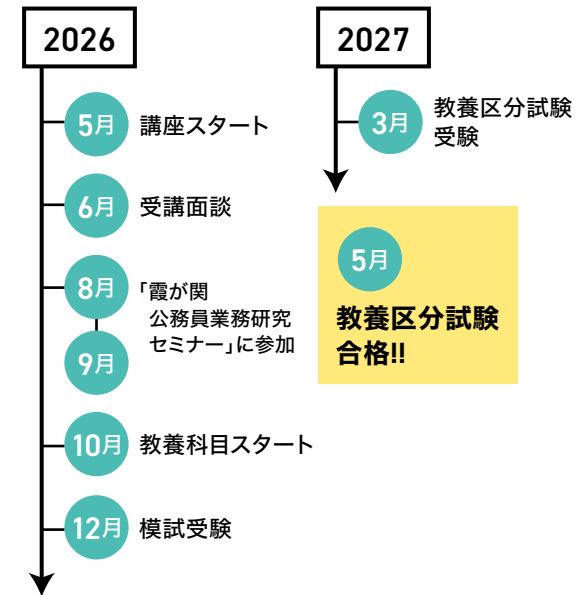 2026
5月 講座スタート
6月 受講面談
8月
9月
「霞が関
公務員業務研究
セミナー」に参加
10月 教養科目スタート
12月 模試受験
2027
3月
教養区分試験
受験
5月
教養区分試験
合格!!